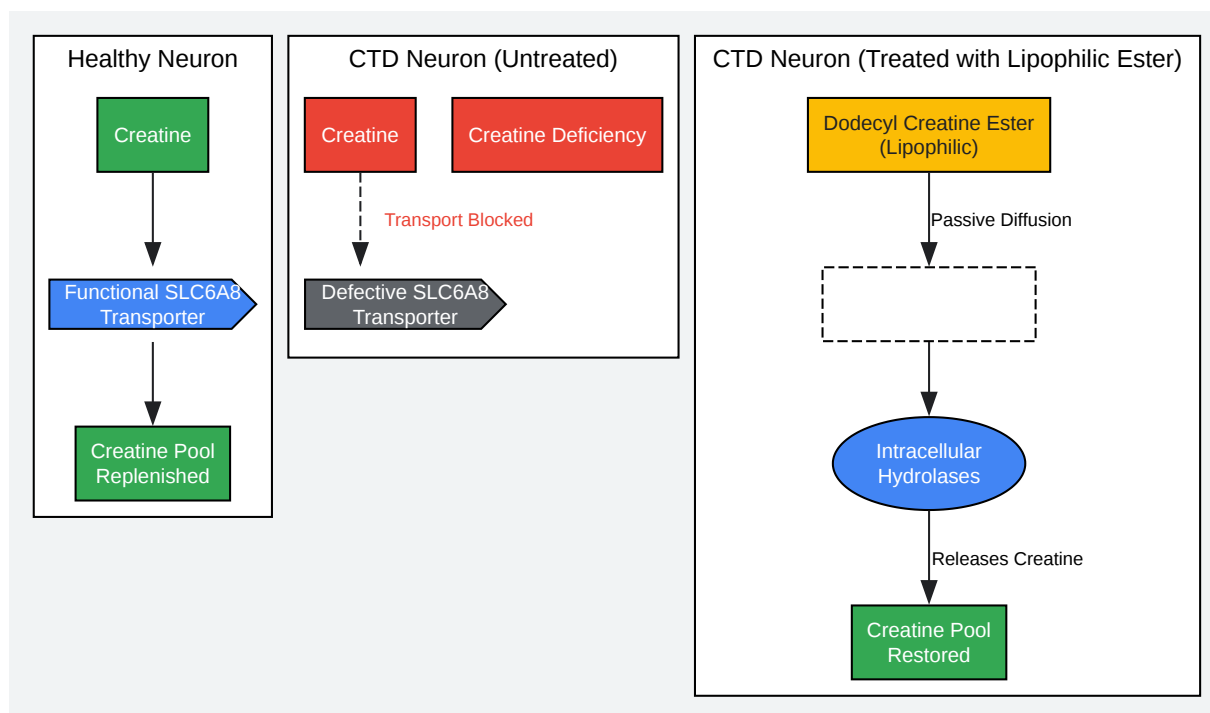 Healthy Neuron
Creatine
Functional SLC6A8
Transporter
Creatine Pool
Replenished
CTD Neuron (Untreated)
Creatine
Creatine Deficiency
Transport Blocked
Defective SLC6A8
Transporter
CTD Neuron (Treated with Lipophilic Ester)
Dodecyl Creatine Ester
(Lipophilic)
Passive Diffusion
Intracellular
Hydrolases
Releases Creatine
Creatine Pool
Restored